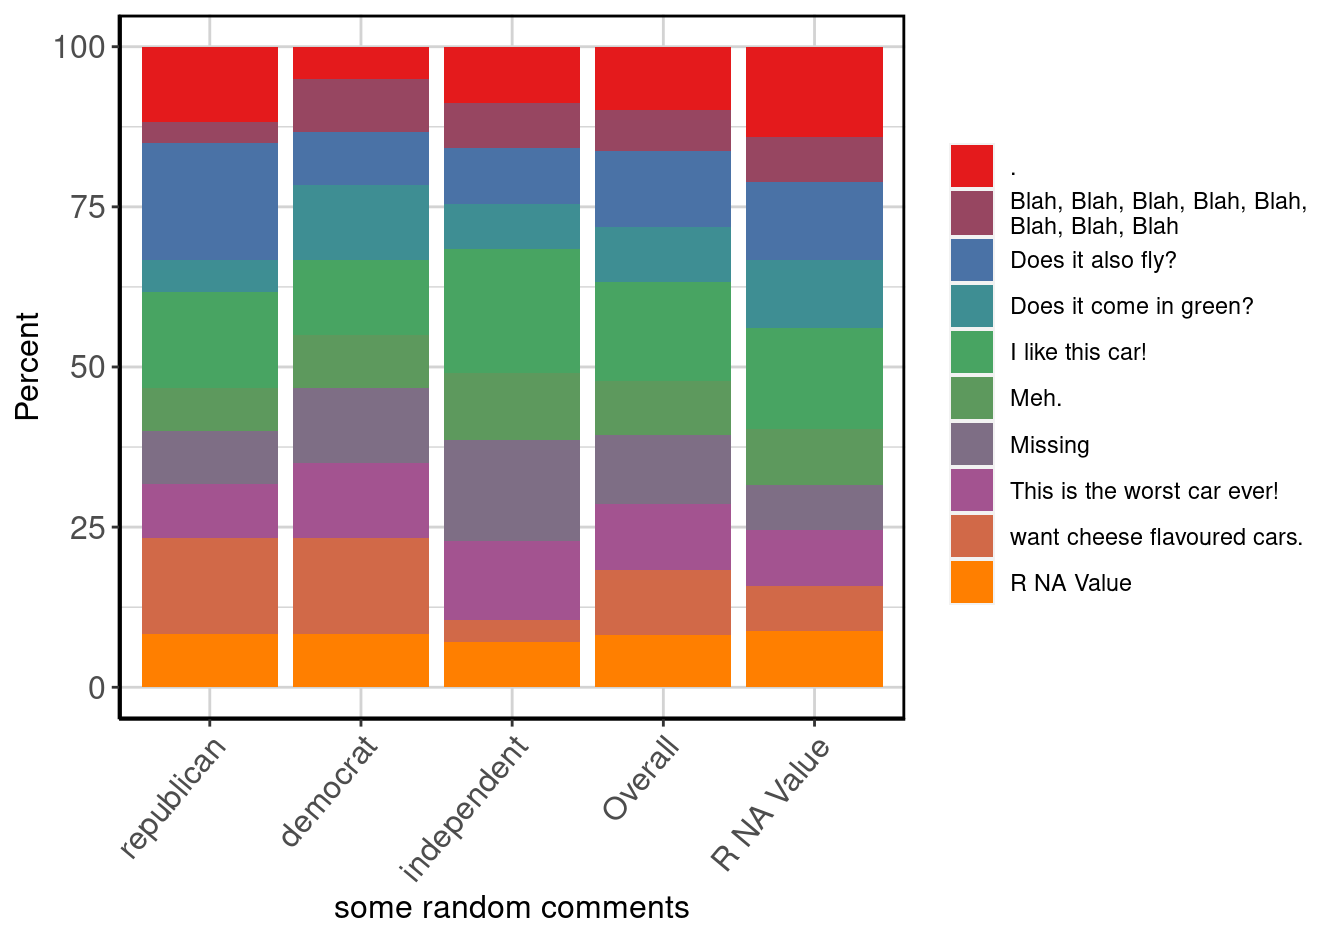 100
75
50
25
0
Percent
republican
democrat
independent
Overall
R NA Value
some random comments
.
Blah, Blah, Blah, Blah, Blah,
Blah, Blah, Blah
Does it also fly?
Does it come in green?
I like this car!
Meh.
Missing
This is the worst car ever!
want cheese flavoured cars.
R NA Value